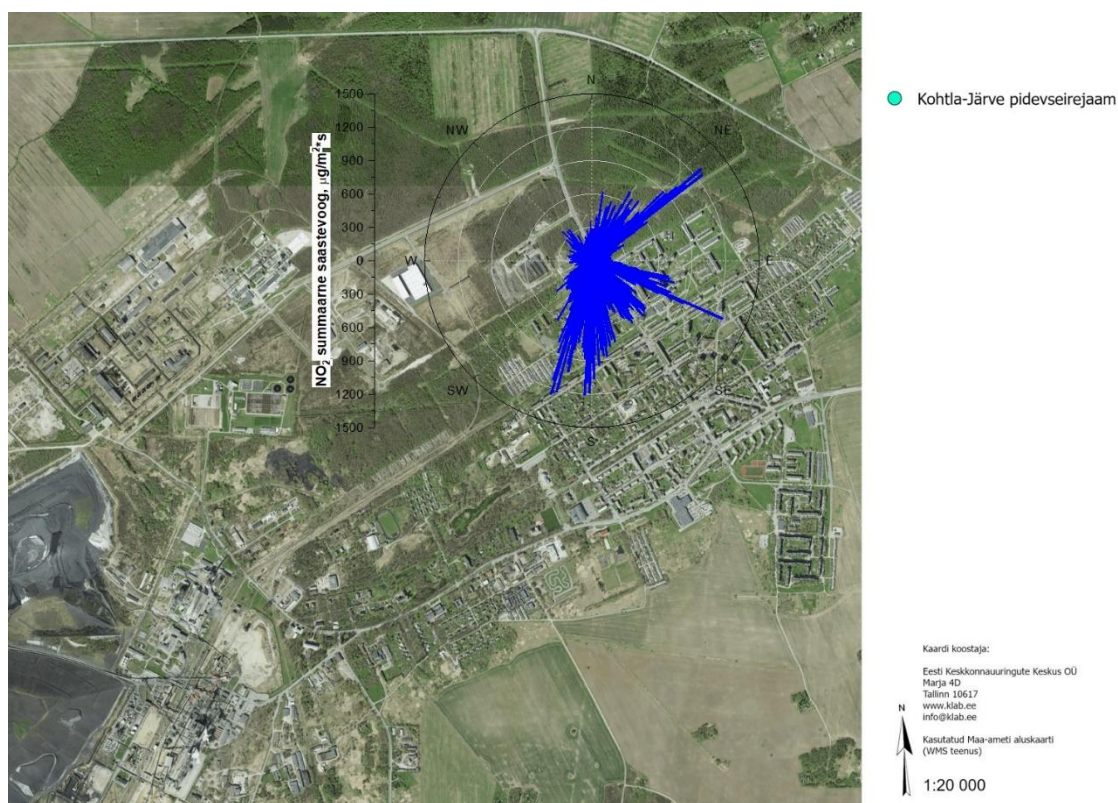 N
1500
NW
NE
1200
900
600
300
W
0
E
300
600
900
SW
SE
1200
1500
S
NO2 summaarne saastevoog, µg/m²*s
Kohtla-Järve pidevseirejaam
Kaardi koostaja:
Eesti Keskkonnauuringute Keskus OÜ
Marja 4D
Tallinn 10617
www.klab.ee
info@klab.ee
N
Kasutatud Maa-ameti aluskaarti
(WMS teenus)
1:20 000